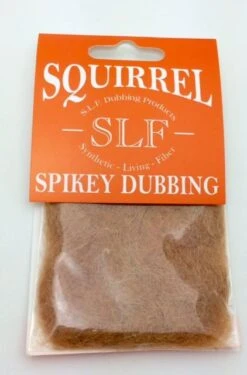 SQUIRREL
S.L.F. Dubbing Products
- SLF -
Synthetic - Living - Fiber
SPIKEY DUBBING